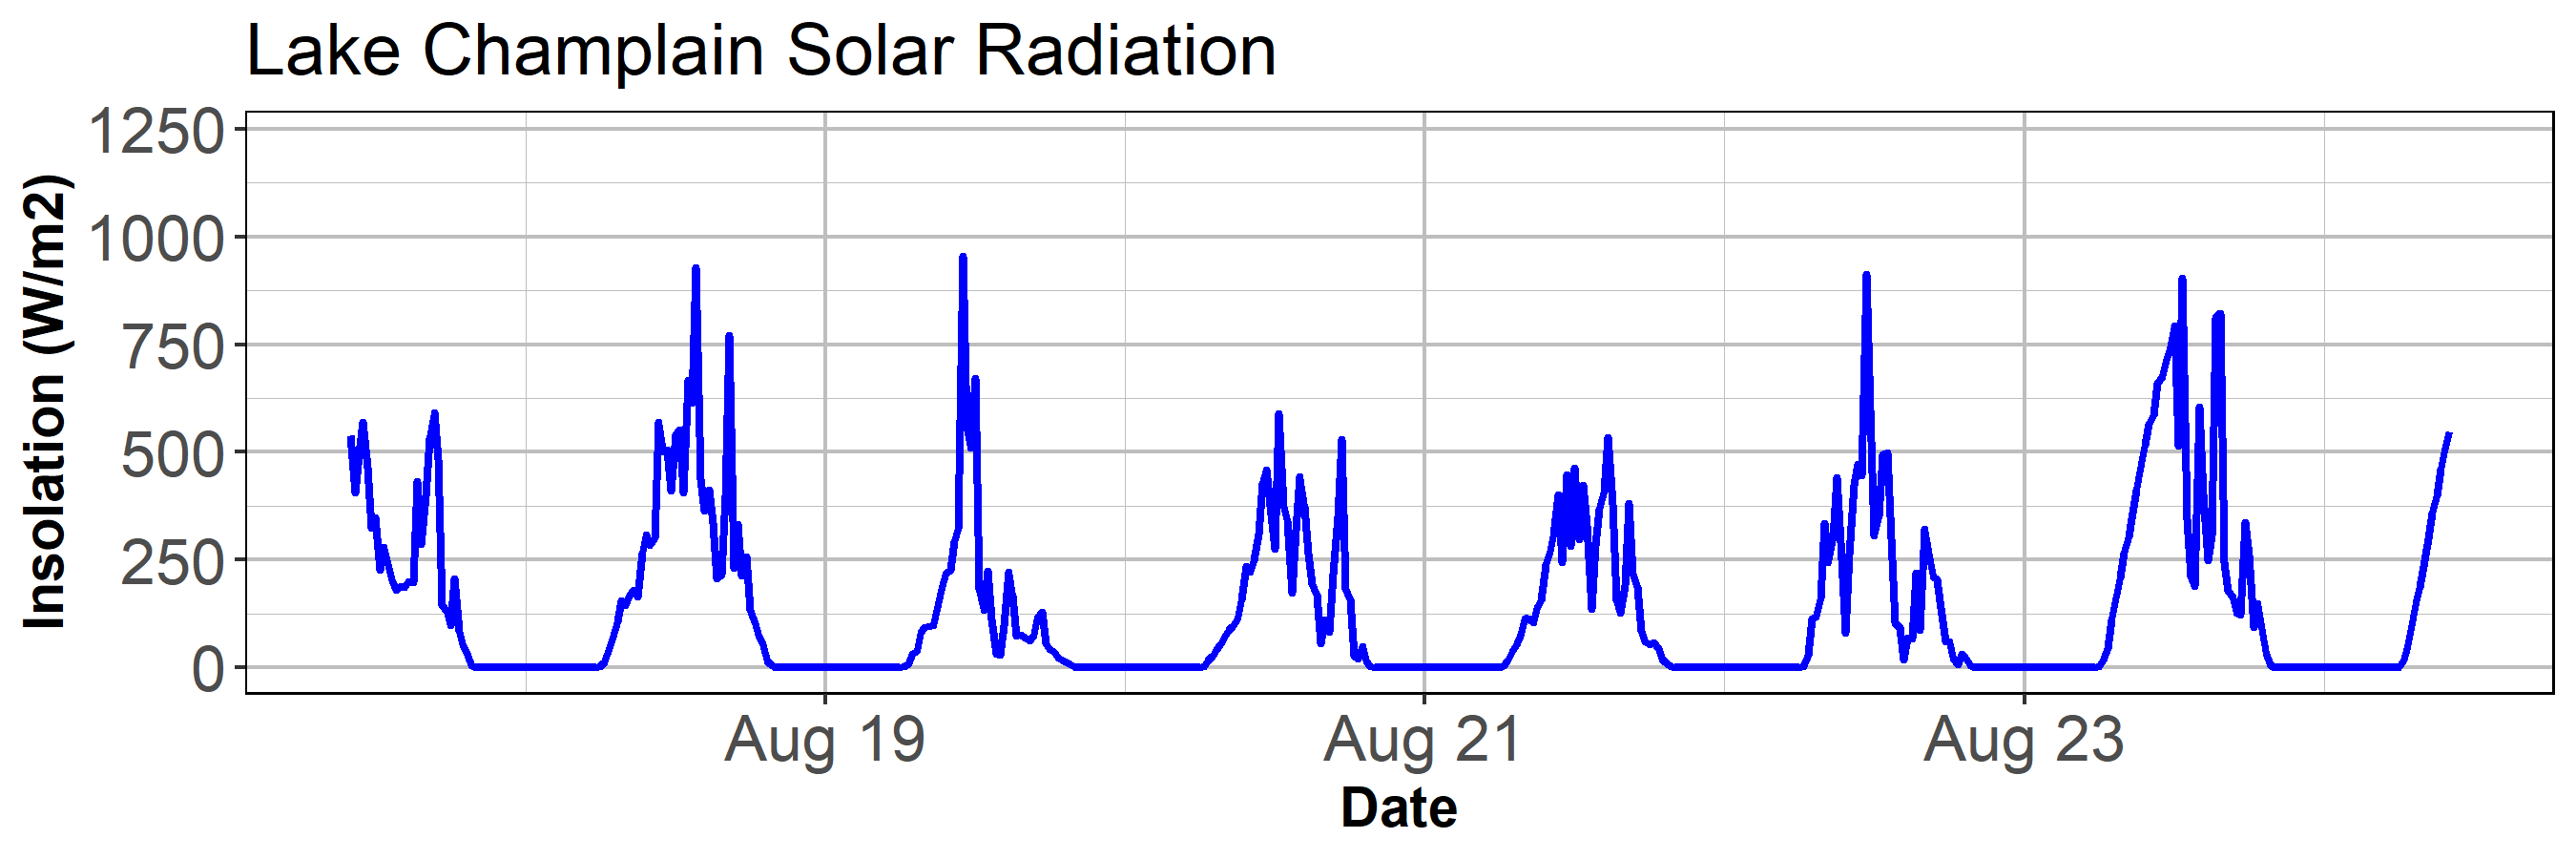 Lake Champlain Solar Radiation
Insolation (W/m2)
1250
1000
750
500
250
0
Aug 19
Aug 21
Aug 23
Date